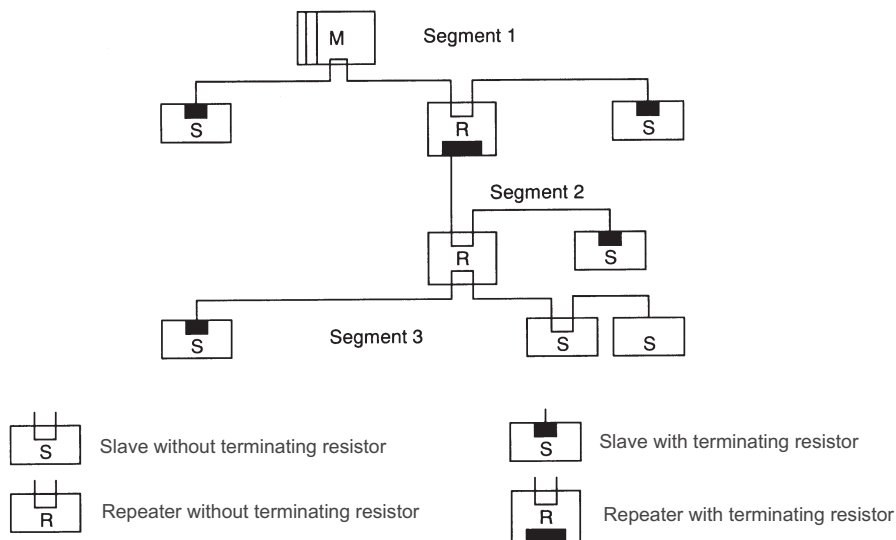 M
Segment 1
S
R
S
Segment 2
R
S
S
Segment 3
S
S
S
Slave without terminating resistor
S
Slave with terminating resistor
R
Repeater without terminating resistor
R
Repeater with terminating resistor